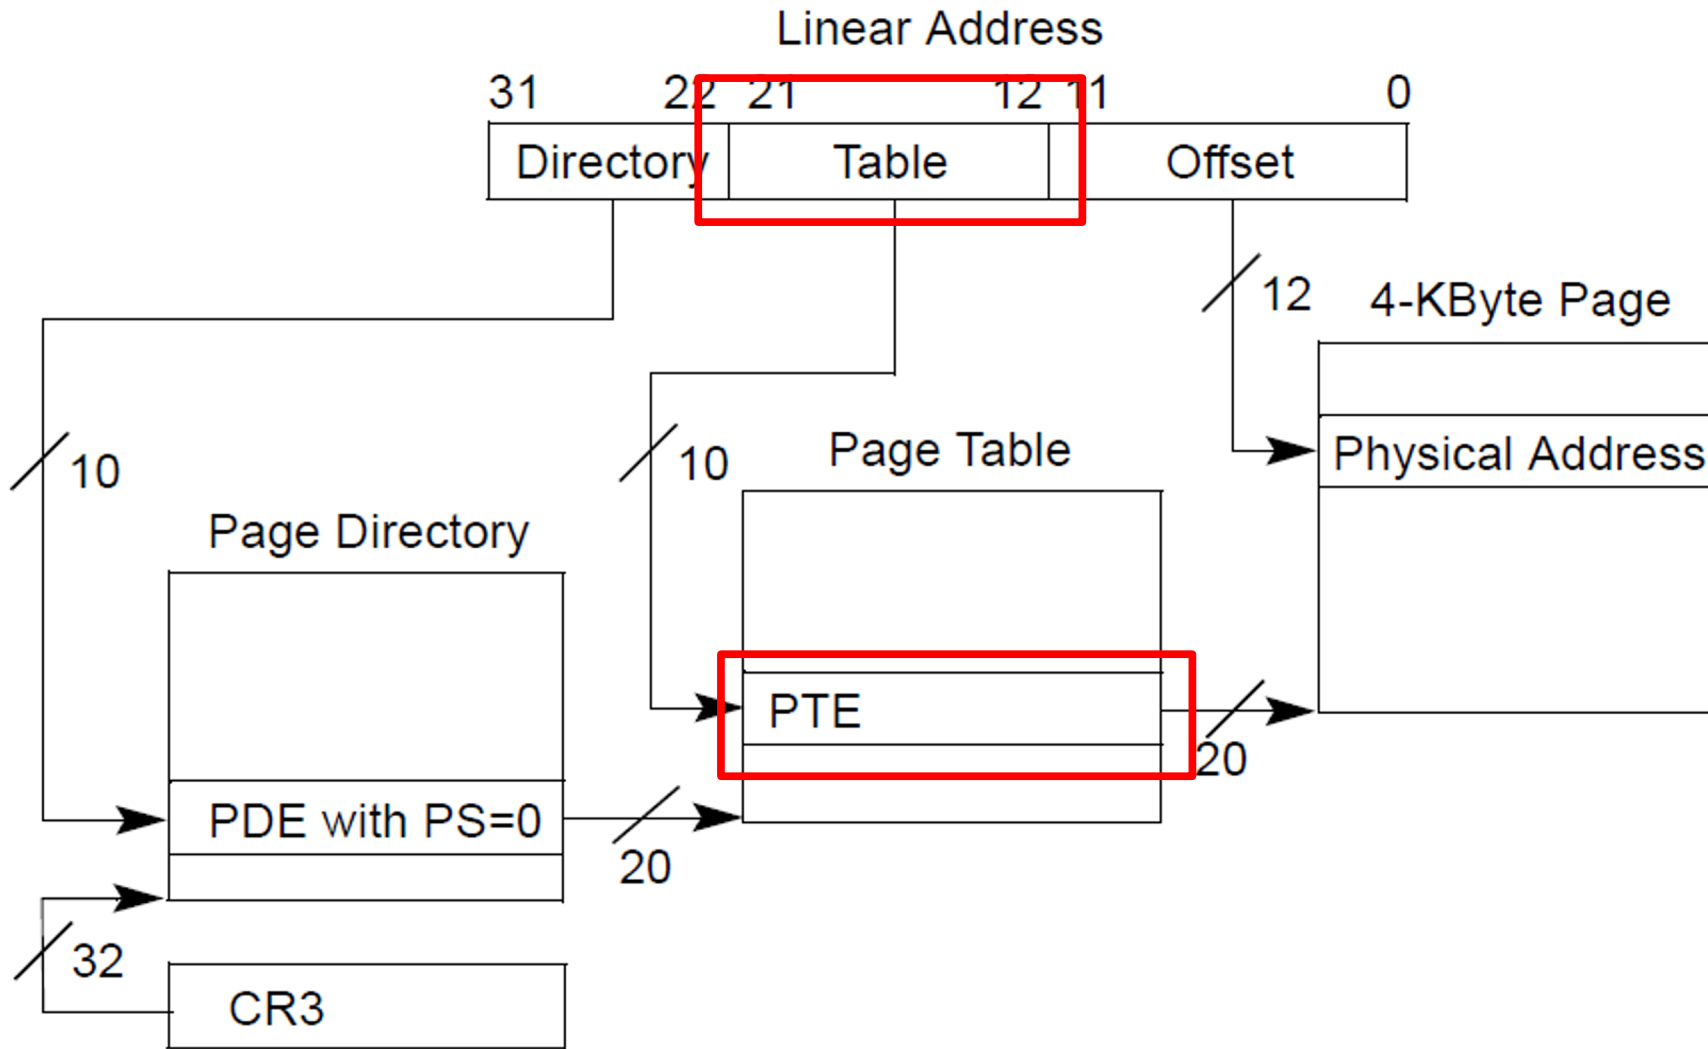 Linear Address
31 22 21 12 11 0
Directory Table Offset
12
4-KByte Page
10
10
Page Table
Physical Address
Page Directory
PTE
20
PDE with PS=0
20
32
CR3